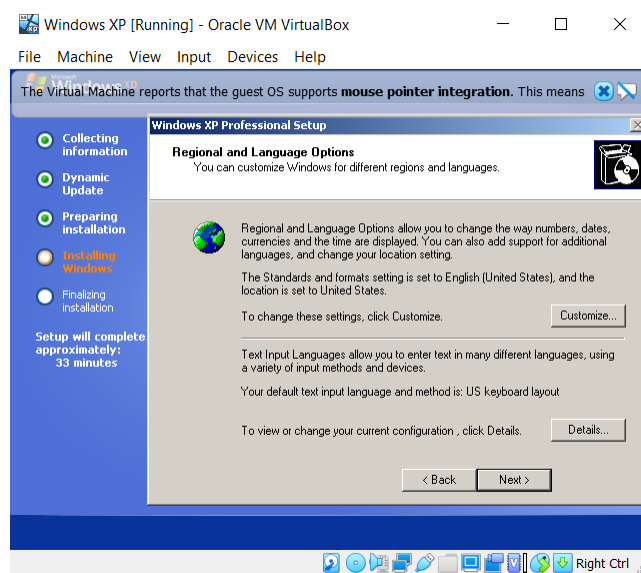 Windows XP [Running] - Oracle VM VirtualBox
File Machine View Input Devices Help
Microsoft
Windows XP
The Virtual Machine reports that the guest OS supports mouse pointer integration. This means
Collecting
information
Dynamic
Update
Preparing
installation
Installing
Windows
Finalizing
installation
Setup will complete
approximately:
33 minutes
Windows XP Professional Setup
Regional and Language Options
You can customize Windows for different regions and languages.
Regional and Language Options allow you to change the way numbers, dates,
currencies and the time are displayed. You can also add support for additional
languages, and change your location setting.
The Standards and formats setting is set to English (United States), and the
location is set to United States.
To change these settings, click Customize.
Customize...
Text Input Languages allow you to enter text in many different languages, using
a variety of input methods and devices.
Your default text input language and method is: US keyboard layout
To view or change your current configuration , click Details.
Details...
< Back
Next >
Right Ctrl